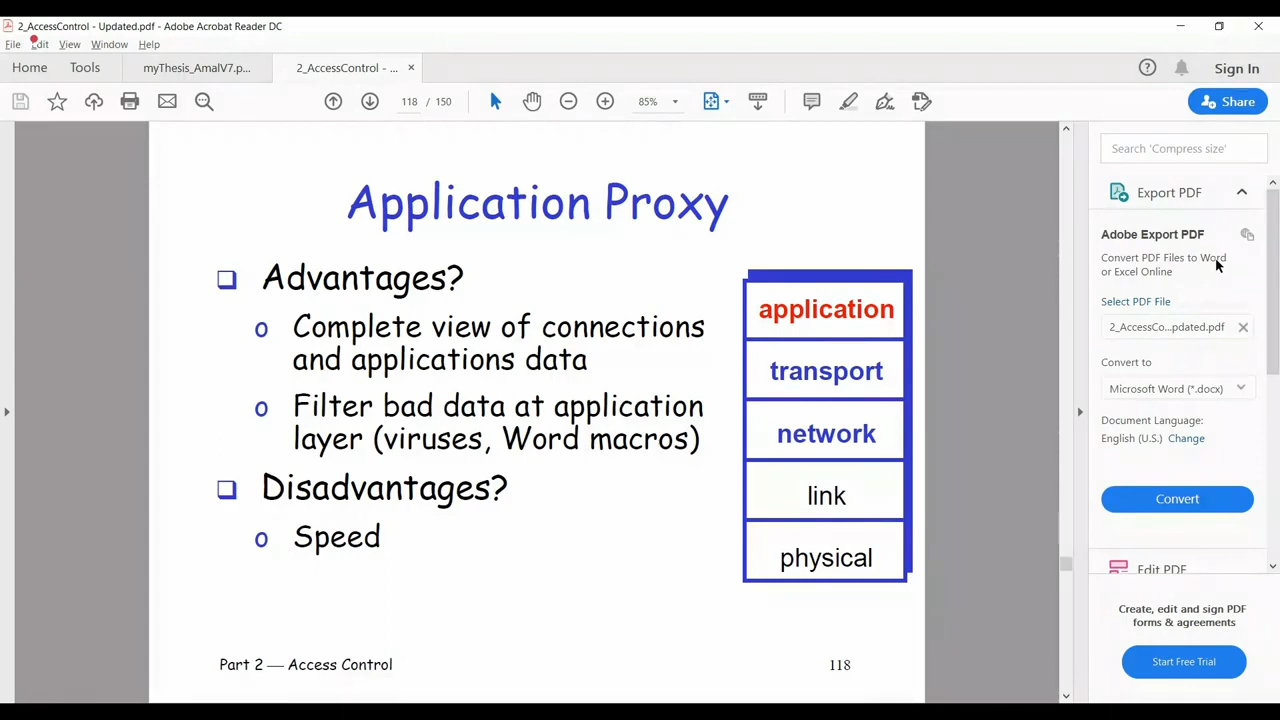 2_AccessControl - Updated.pdf - Adobe Acrobat Reader DC
File Edit View Window Help
Home Tools myThesis_AmalV7.p... 2_AccessControl - ... ×
118 / 150 85% Sign In
Share
Application Proxy
Advantages?
o Complete view of connections
and applications data
o Filter bad data at application
layer (viruses, Word macros)
Disadvantages?
o Speed
application
transport
network
link
physical
Part 2 — Access Control 118
Search 'Compress size'
Export PDF
Adobe Export PDF
Convert PDF Files to Word
or Excel Online
Select PDF File
2_AccessCo...pdated.pdf
Convert to
Microsoft Word (*.docx)
Document Language:
English (U.S.) Change
Convert
Edit PDF
Create, edit and sign PDF
forms & agreements
Start Free Trial